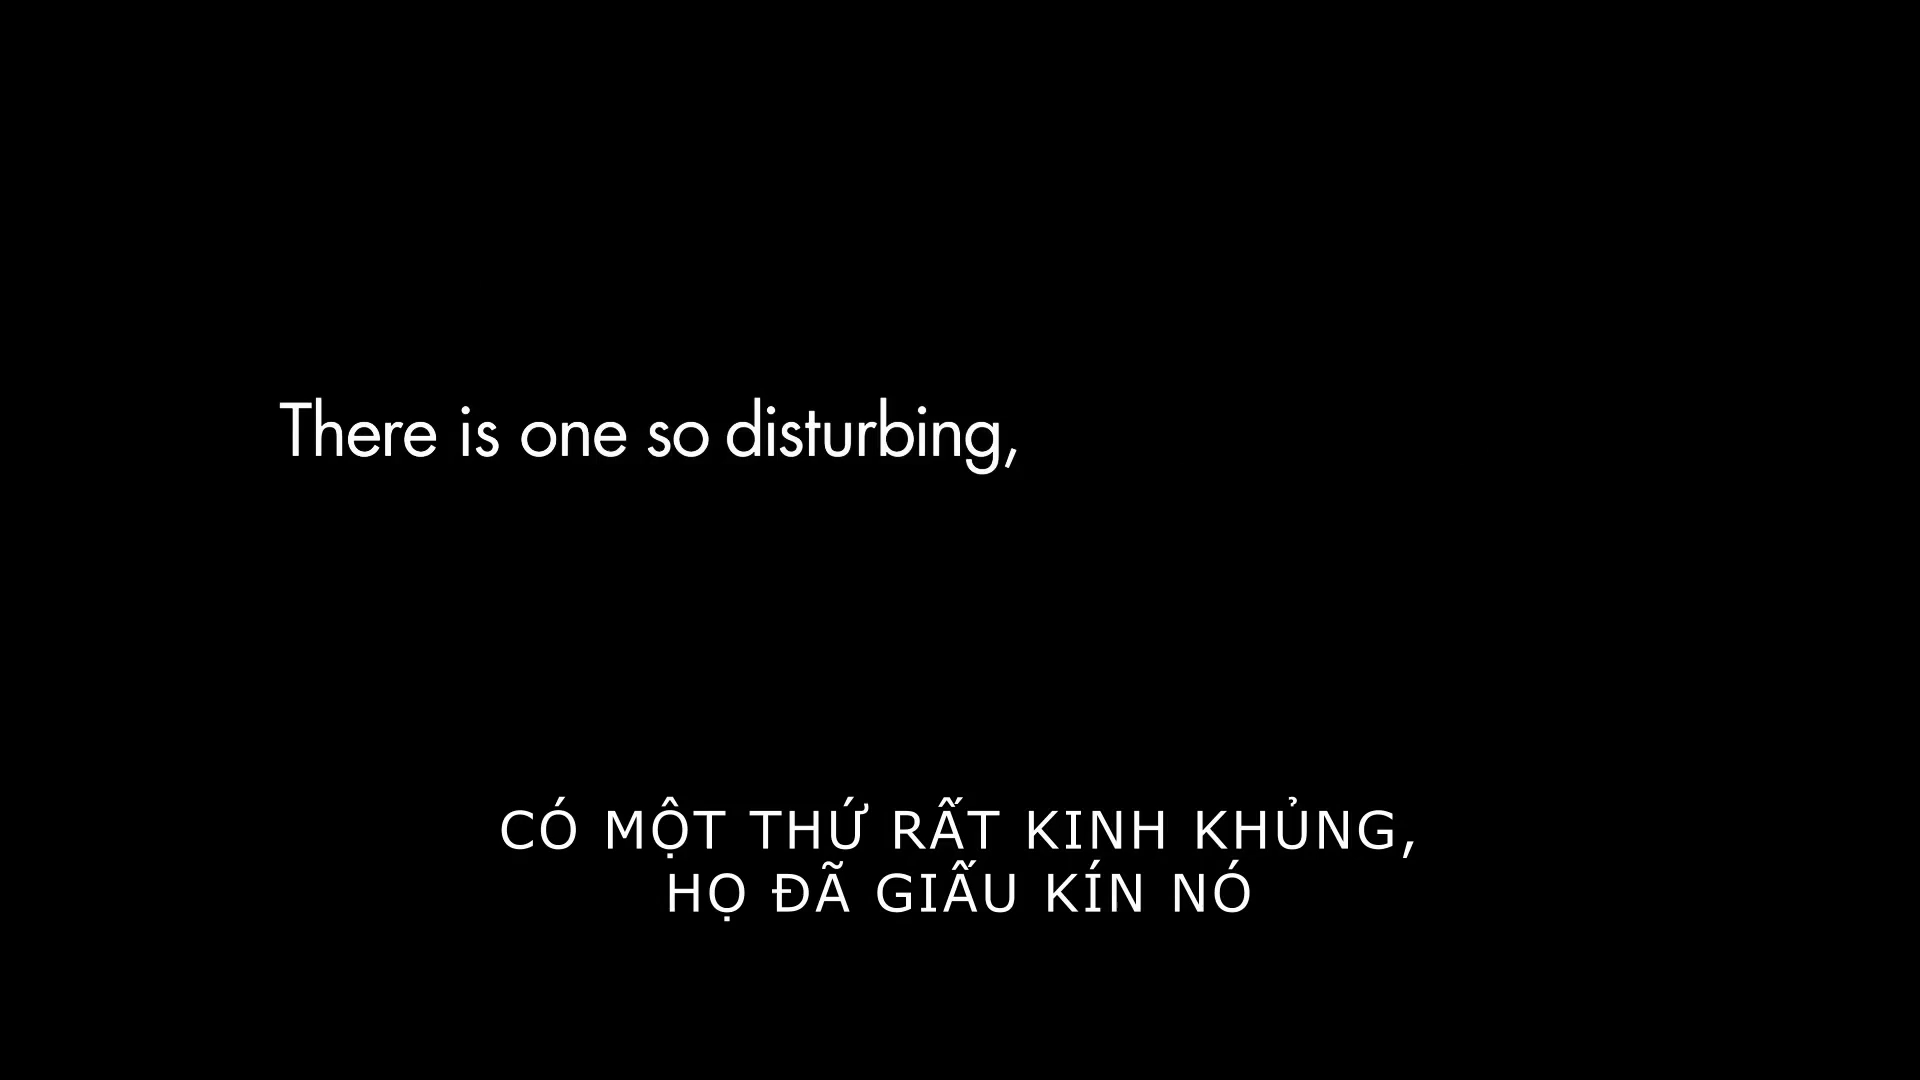 There is one so disturbing,
CÓ MỘT THỨ RẤT KINH KHỦNG,
HỌ ĐÃ GIẤU KÍN NÓ